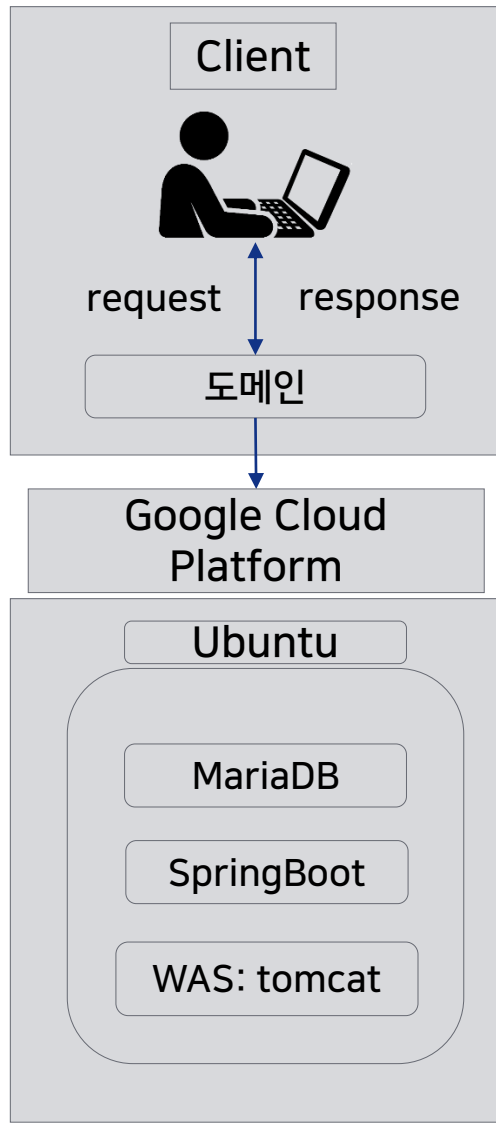 Client
request response
도메인
Google Cloud
Platform
Ubuntu
MariaDB
SpringBoot
WAS: tomcat